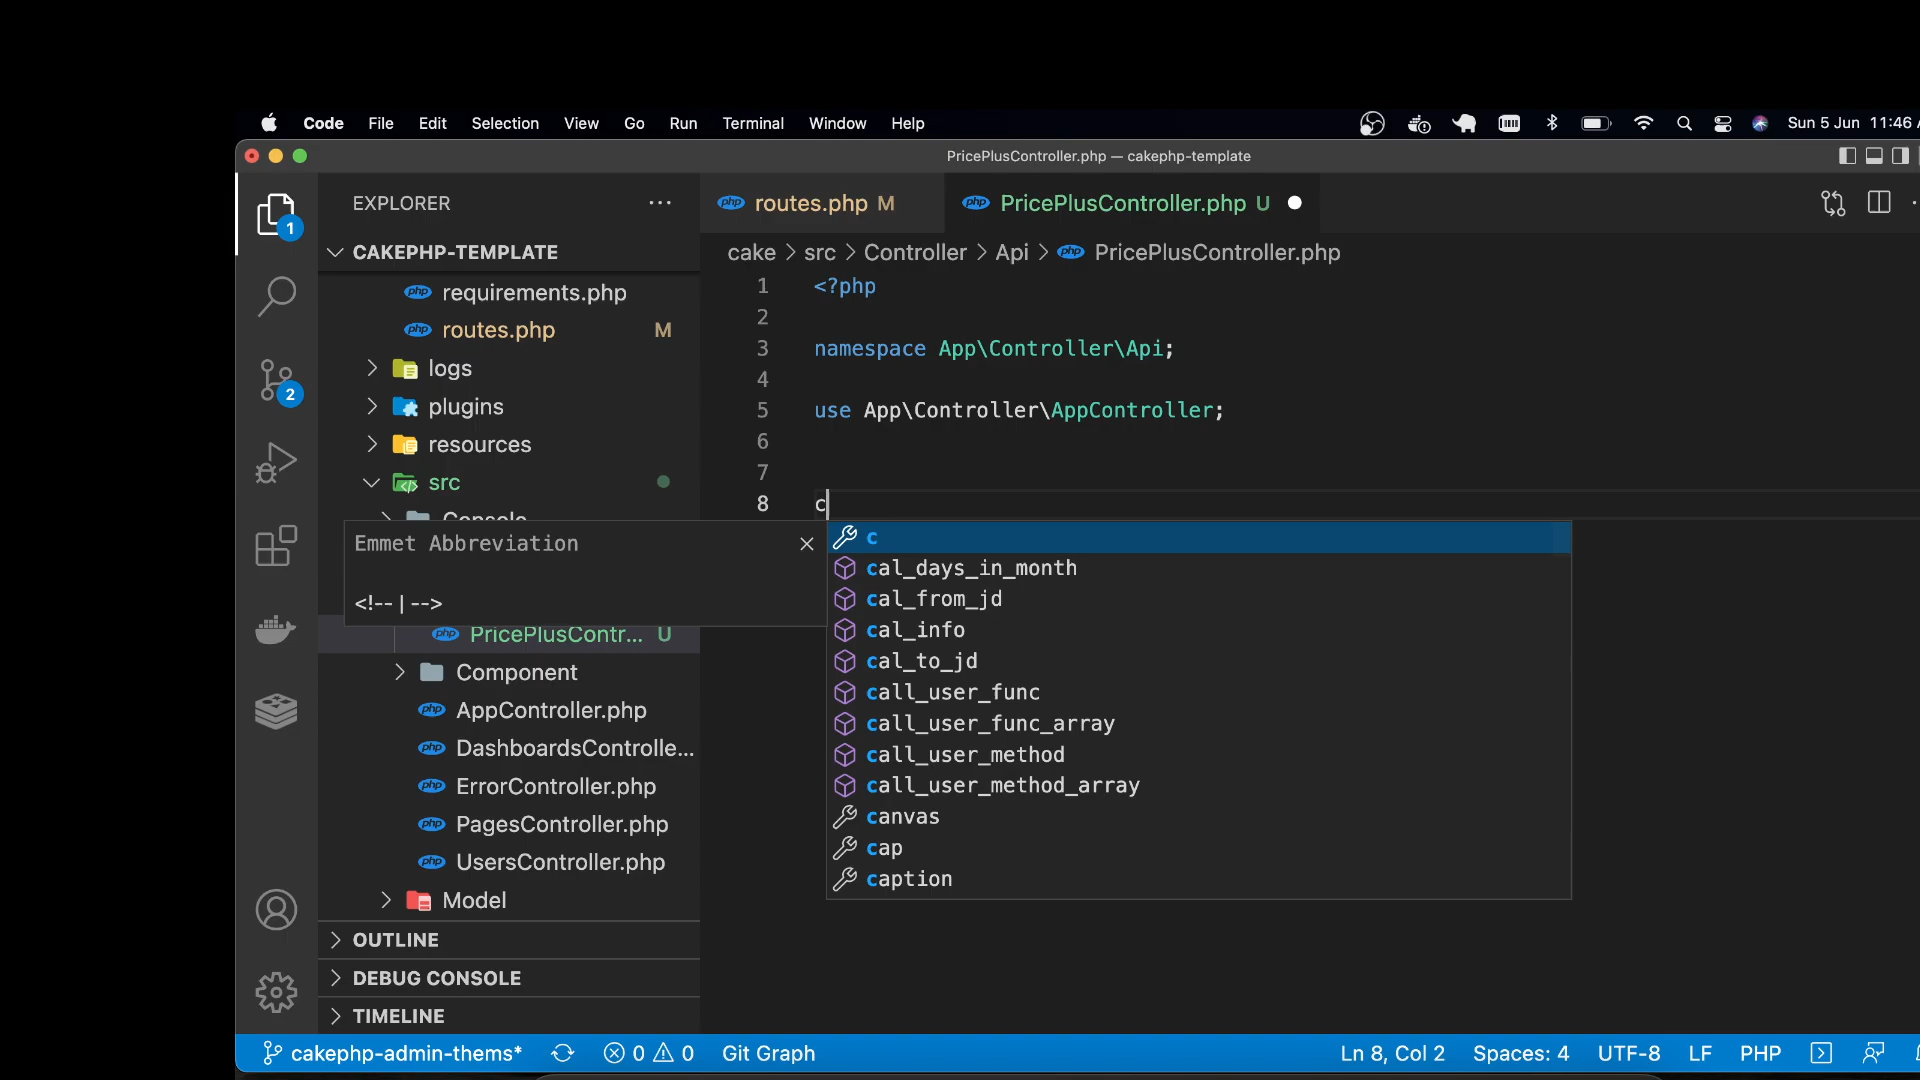 Code File Edit Selection View Go Run Terminal Window Help Sun 5 Jun 11:46
PricePlusController.php — cakephp-template
EXPLORER
routes.php M
PricePlusController.php U
CAKEPHP-TEMPLATE
cake > src > Controller > Api > PricePlusController.php
requirements.php
routes.php M
logs
plugins
resources
src
Console
PricePlusContr... U
Component
AppController.php
DashboardsControlle...
ErrorController.php
PagesController.php
UsersController.php
Model
OUTLINE
DEBUG CONSOLE
TIMELINE
1
2
1 <?php
2
3 namespace App\Controller\Api;
4
5 use App\Controller\AppController;
6
7
8 c
Emmet Abbreviation
<!--|-->
c
cal_days_in_month
cal_from_jd
cal_info
cal_to_jd
call_user_func
call_user_func_array
call_user_method
call_user_method_array
canvas
cap
caption
cakephp-admin-thems* 0 0 Git Graph Ln 8, Col 2 Spaces: 4 UTF-8 LF PHP